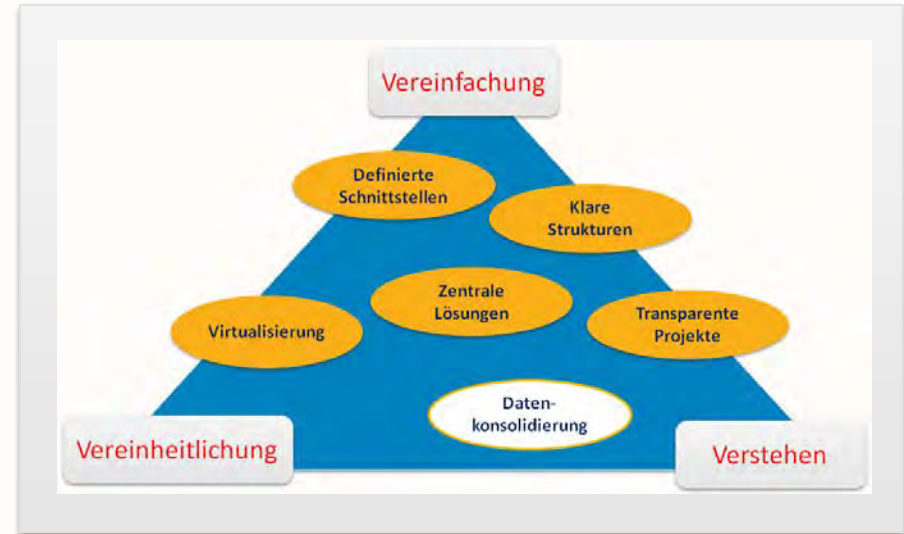 Vereinfachung
Definierte
Schnittstellen
Klare
Strukturen
Zentrale
Lösungen
Virtualisierung
Transparente
Projekte
Daten-
konsolidierung
Vereinheitlichung
Verstehen